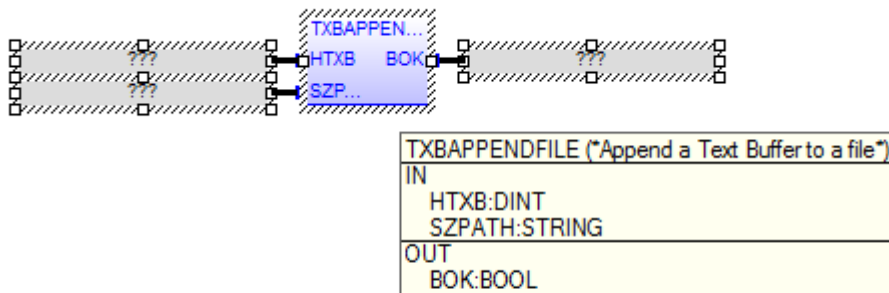 TXBAPPEN...
??? HTXB BOK ???
??? SZP...
TXBAPPENDFILE (*Append a Text Buffer to a file*)
IN
HTXB:DINT
SZPATH:STRING
OUT
BOK:BOOL